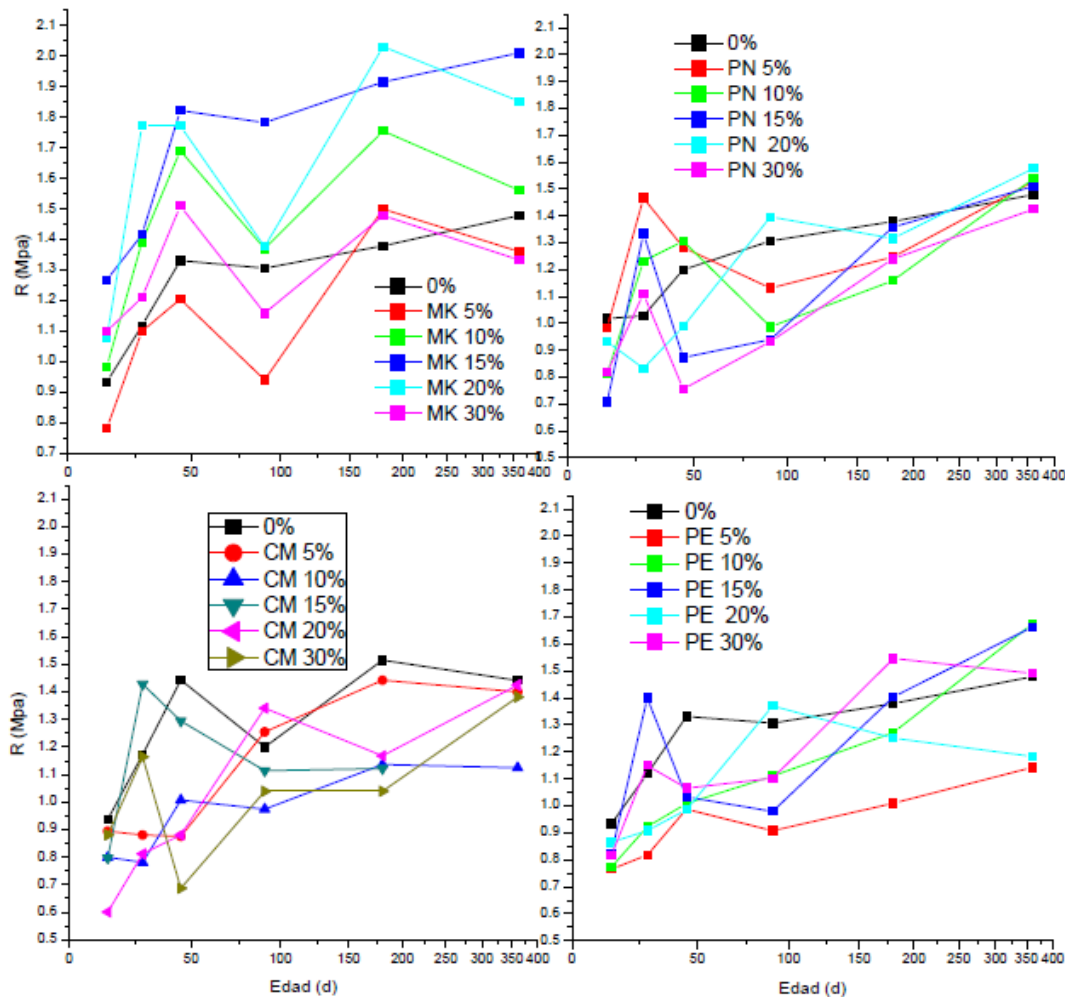 2.1
2.0
1.9
1.8
1.7
1.6
1.5
1.4
1.3
1.2
1.1
1.0
0.9
0.8
0.7
R (Mpa)
0 50 100 150 200 250 300 350 400
0%
MK 5%
MK 10%
MK 15%
MK 20%
MK 30%
2.1
2.0
1.9
1.8
1.7
1.6
1.5
1.4
1.3
1.2
1.1
1.0
0.9
0.8
0.7
0.6
0.5
0 50 100 150 200 250 300 350 400
0%
PN 5%
PN 10%
PN 15%
PN 20%
PN 30%
2.1
2.0
1.9
1.8
1.7
1.6
1.5
1.4
1.3
1.2
1.1
1.0
0.9
0.8
0.7
0.6
0.5
R (Mpa)
0 50 100 150 200 250 300 350 400
Edad (d)
0%
CM 5%
CM 10%
CM 15%
CM 20%
CM 30%
2.1
2.0
1.9
1.8
1.7
1.6
1.5
1.4
1.3
1.2
1.1
1.0
0.9
0.8
0.7
0.6
0.5
0 50 100 150 200 250 300 350 400
Edad (d)
0%
PE 5%
PE 10%
PE 15%
PE 20%
PE 30%